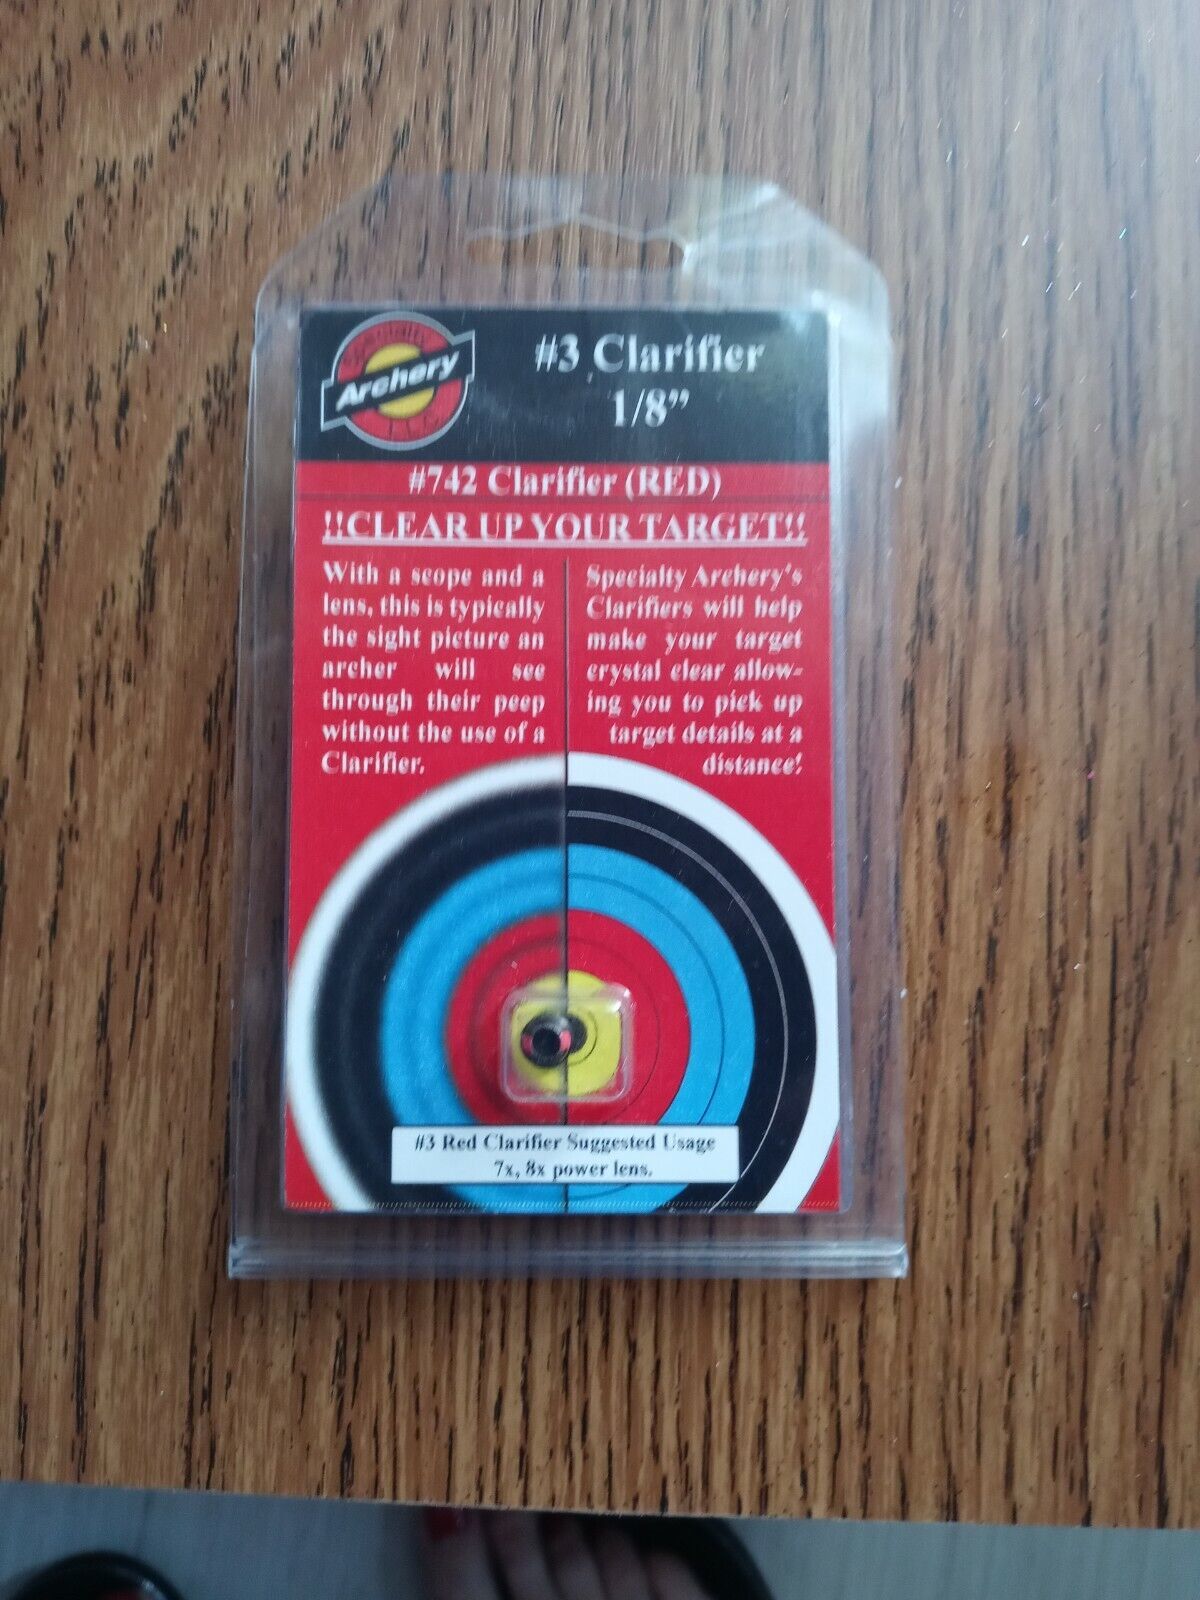 Specialty
Archery
LLC
#3 Clarifier
1/8”
#742 Clarifier (RED)
!!CLEAR UP YOUR TARGET!!
With a scope and a
lens, this is typically
the sight picture an
archer will see
through their peep
without the use of a
Clarifier.
Specialty Archery's
Clarifiers will help
make your target
crystal clear allow-
ing you to pick up
target details at a
distance!
#3 Red Clarifier Suggested Usage
7x, 8x power lens.